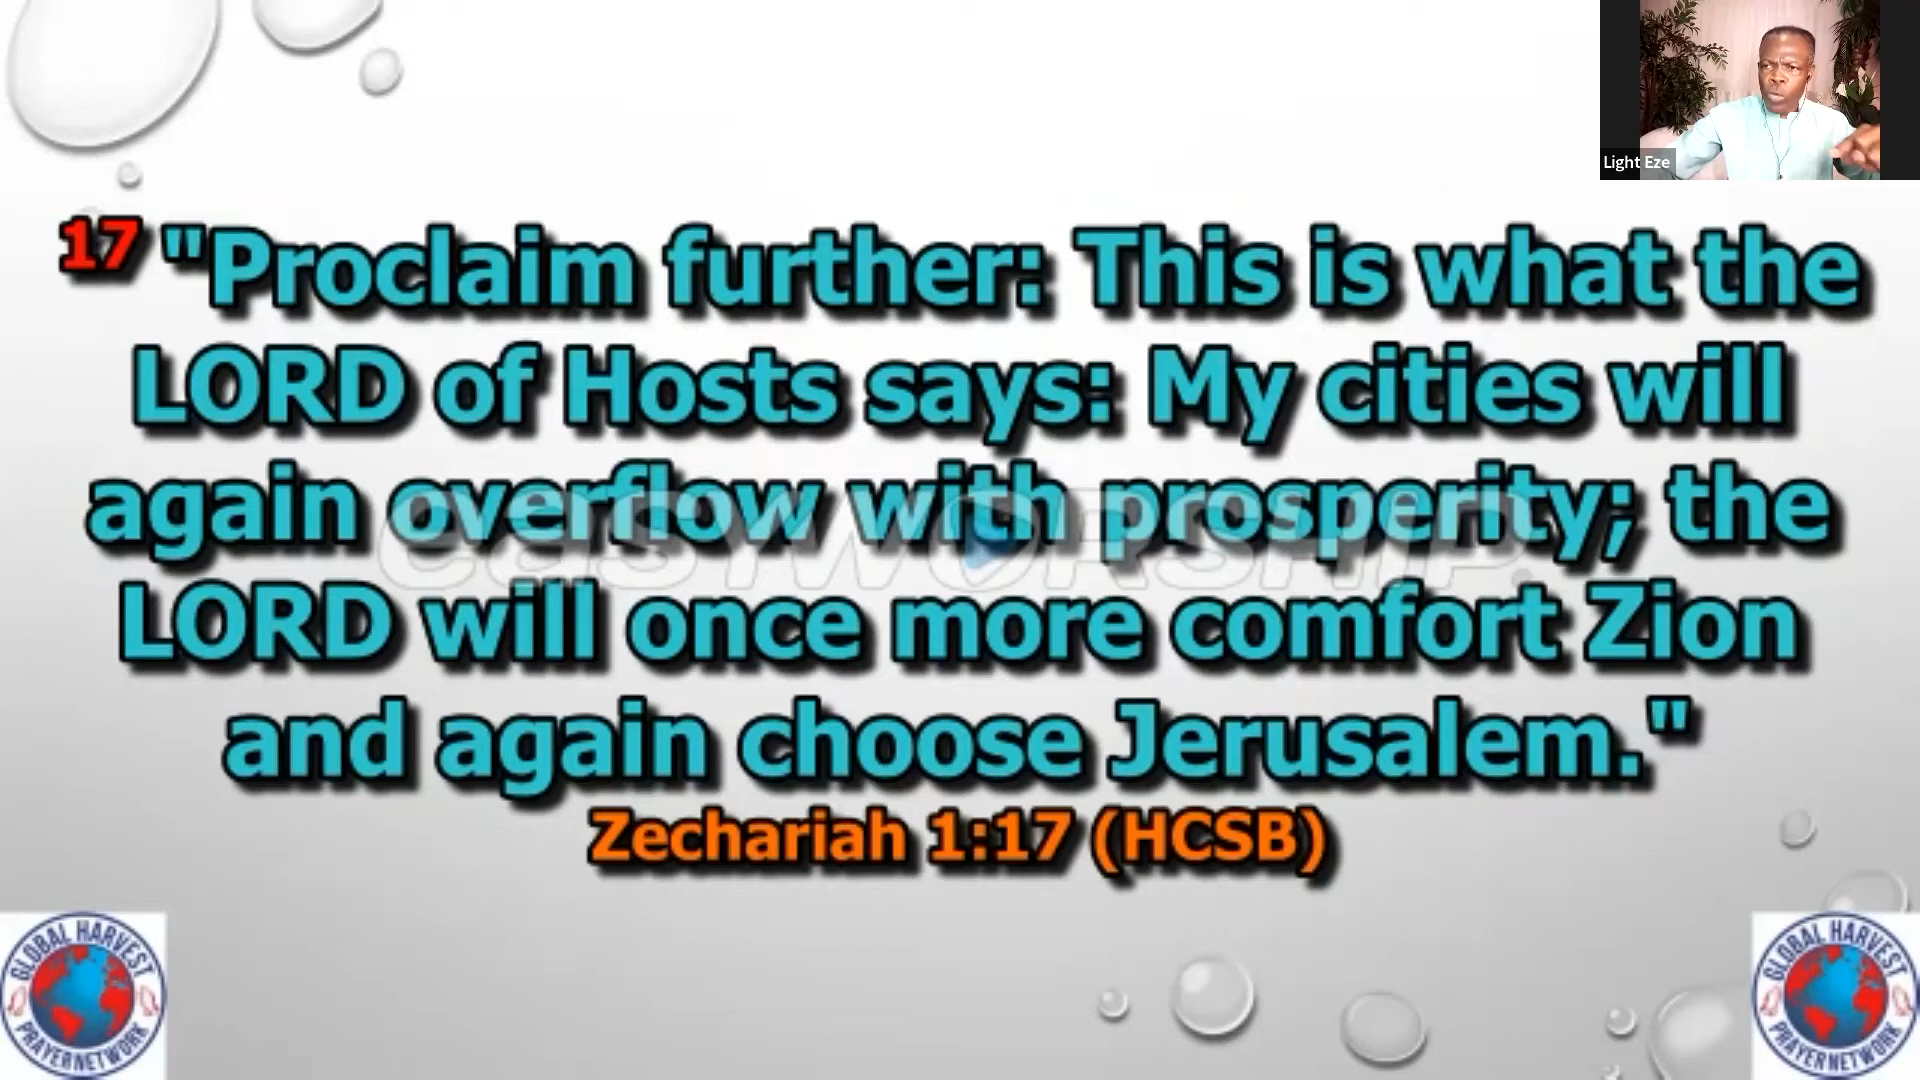 Light Eze
17 "Proclaim further: This is what the
LORD of Hosts says: My cities will
again overflow with prosperity; the
LORD will once more comfort Zion
and again choose Jerusalem."
Zechariah 1:17 (HCSB)
easyworship
GLOBAL HARVEST
PRAYER NETWORK
GLOBAL HARVEST
PRAYER NETWORK